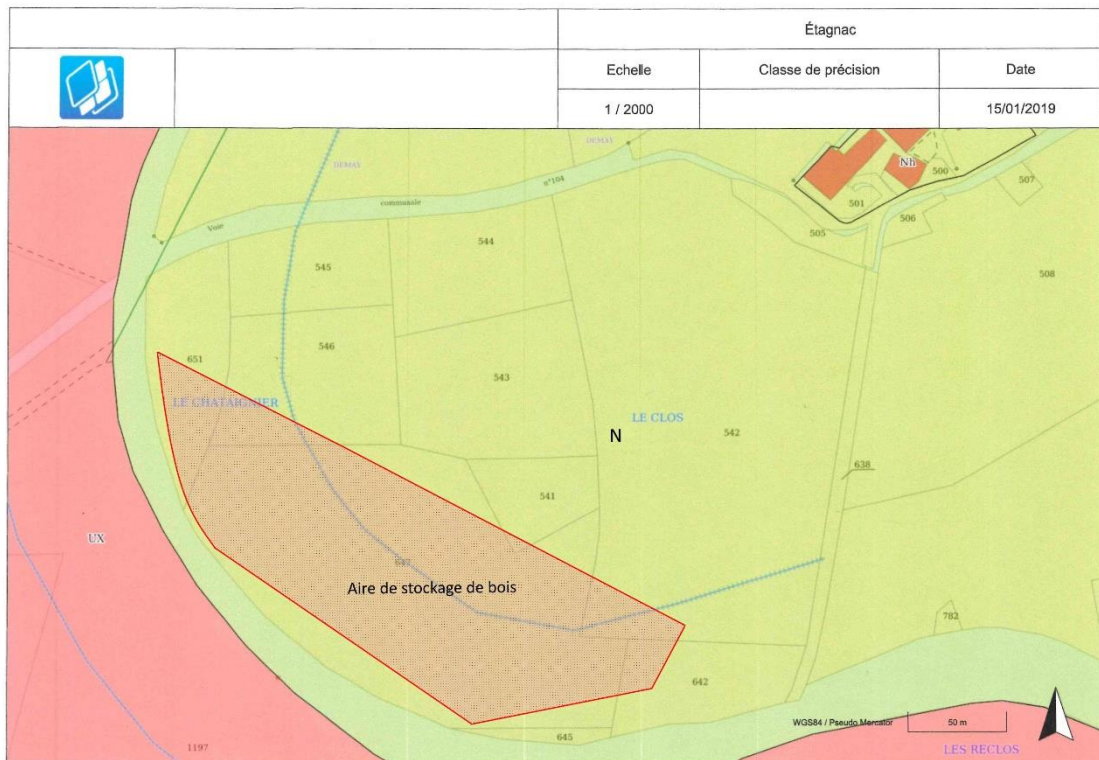 Étagnac
Echelle
Classe de précision
Date
1 / 2000
15/01/2019
DEMAY
DEMAY
Nh
500
507
n°104
communale
Voie
501
506
505
544
545
508
546
651
543
LE CHATAIGNIER
LE CLOS
542
N
638
541
UX
647
Aire de stockage de bois
782
642
WGS84 / Pseudo Mercator
50 m
645
1197
LES RECLOS